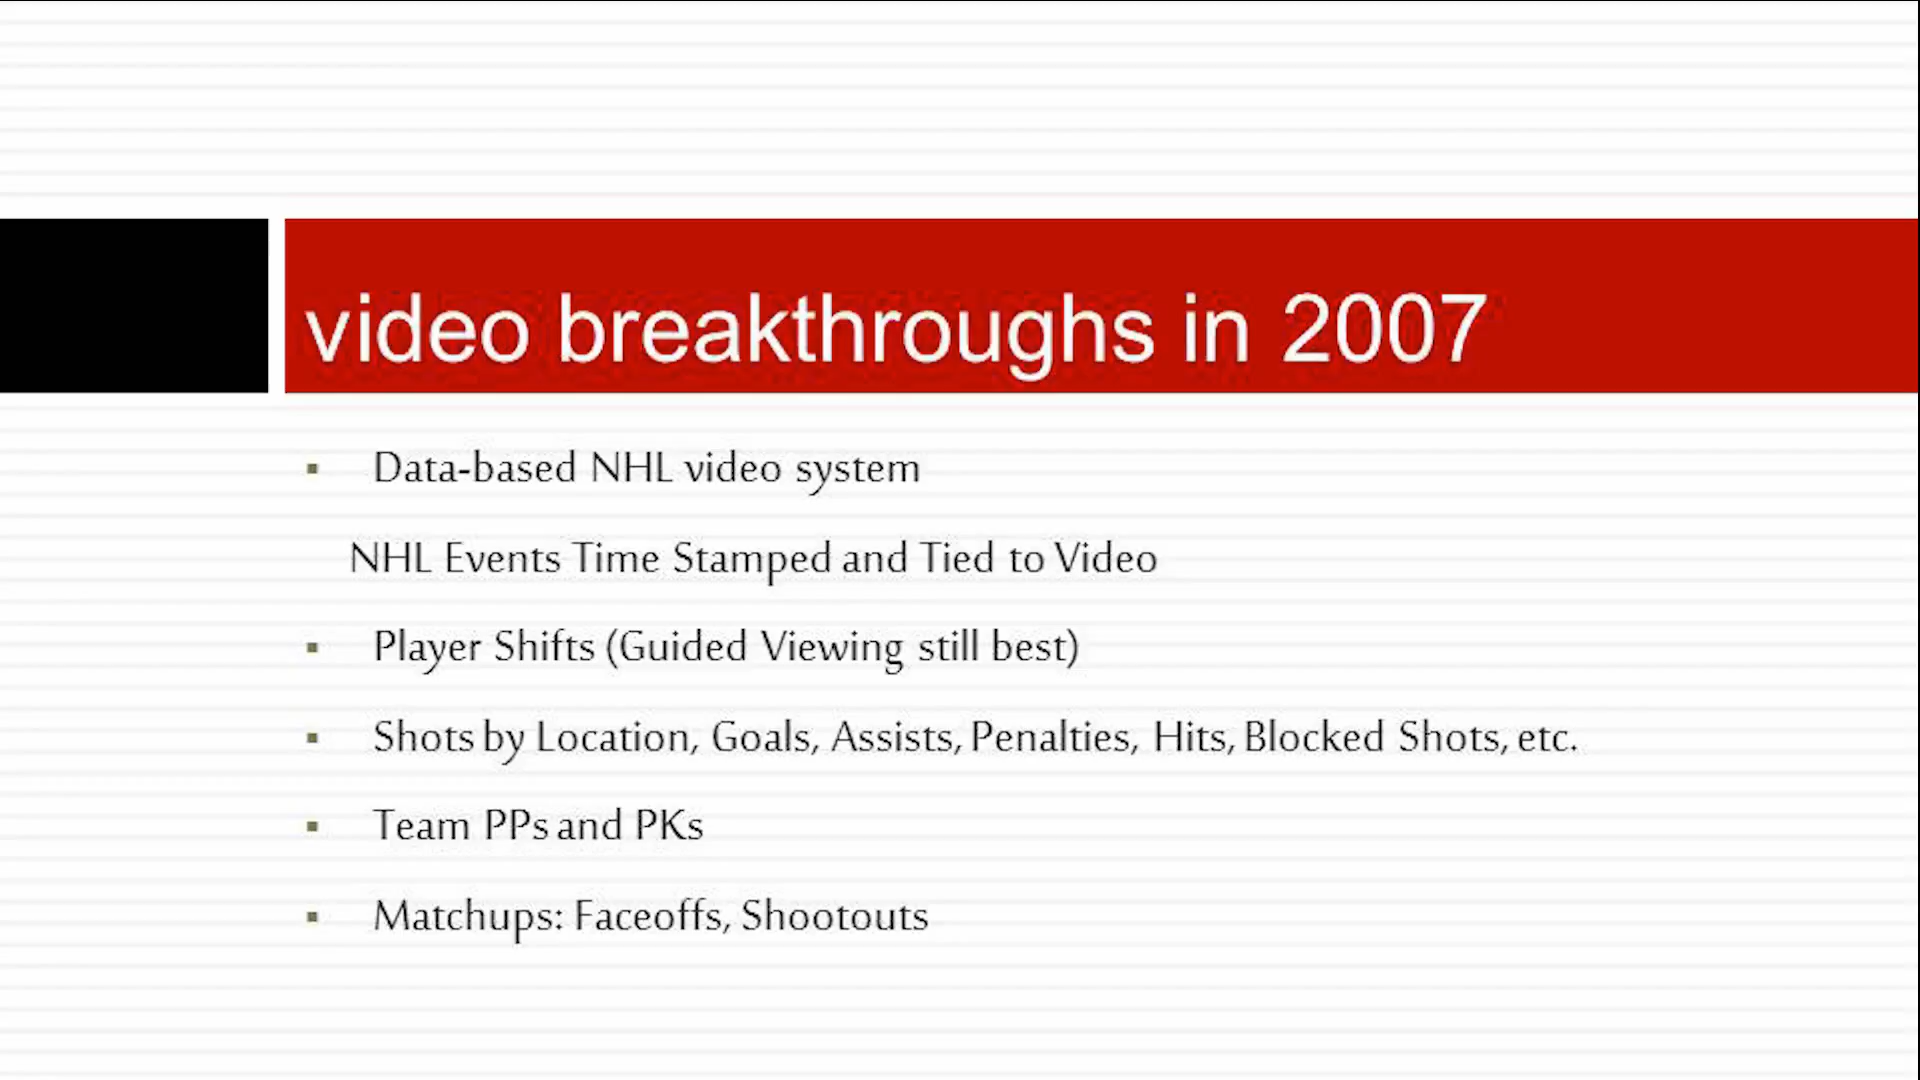 video breakthroughs in 2007
▪ Data-based NHL video system
NHL Events Time Stamped and Tied to Video
▪ Player Shifts (Guided Viewing still best)
▪ Shots by Location, Goals, Assists, Penalties, Hits, Blocked Shots, etc.
▪ Team PPs and PKs
▪ Matchups: Faceoffs, Shootouts